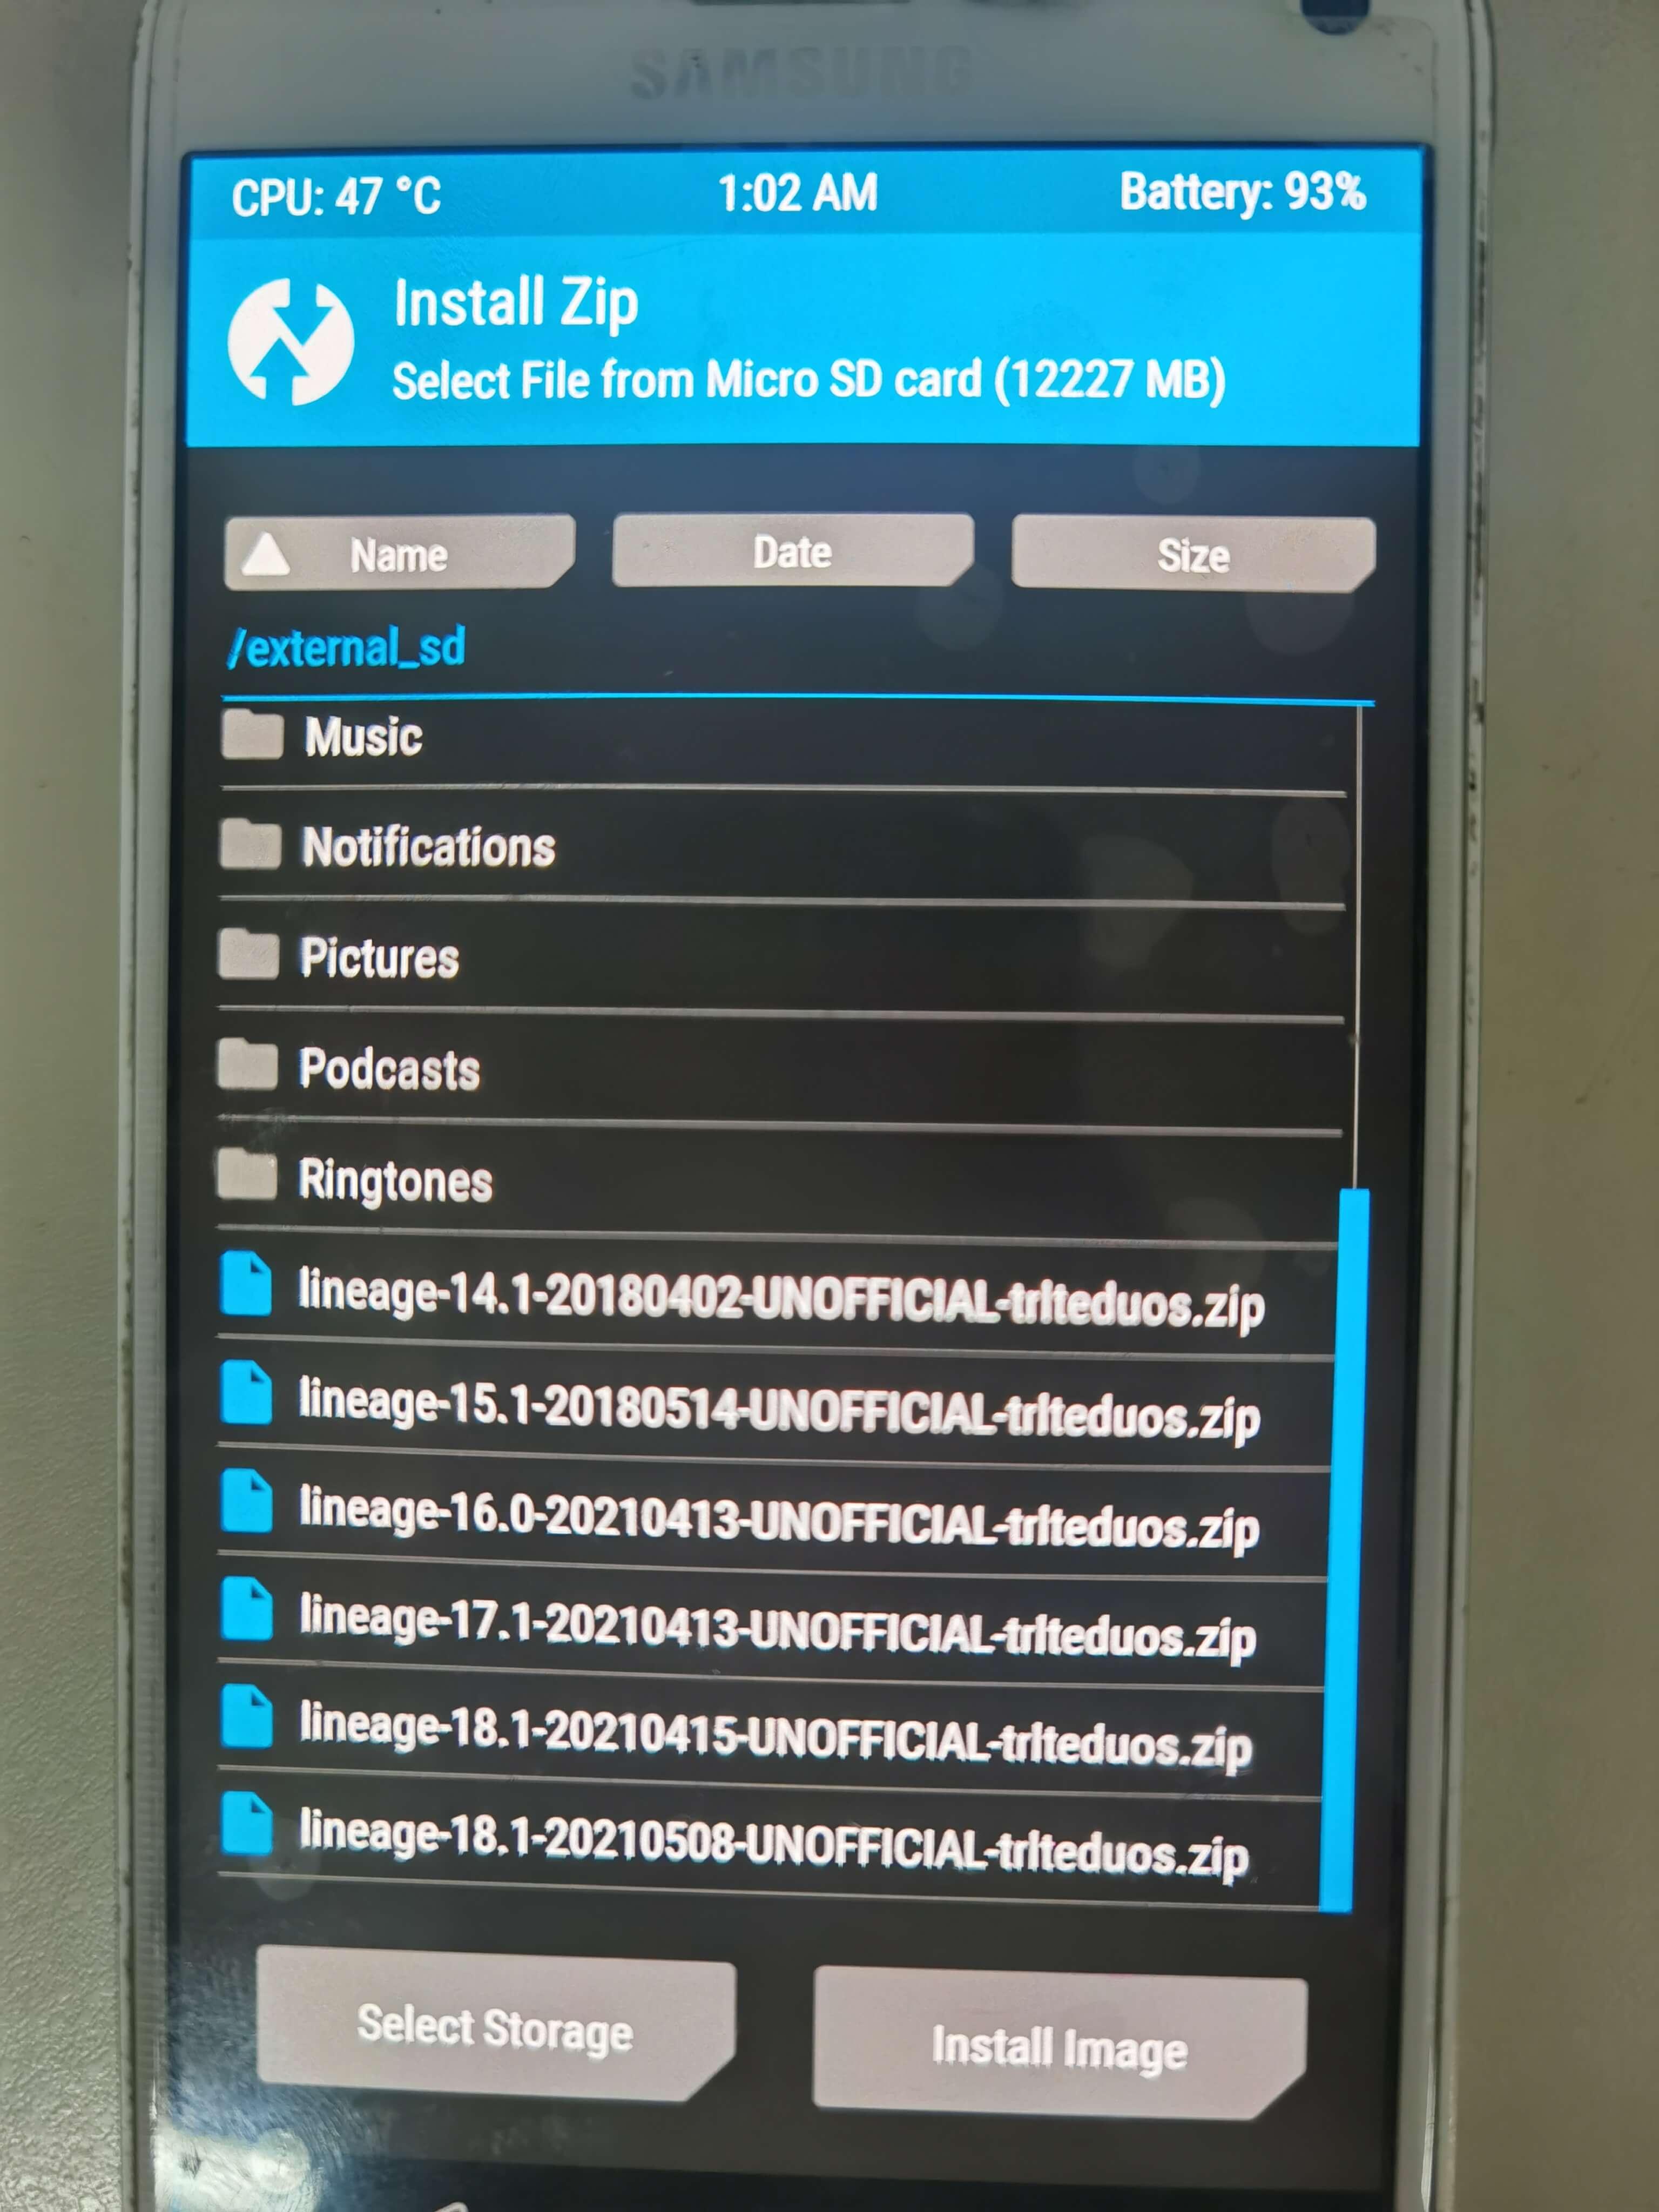 SAMSUNG
CPU: 47 °C 1:02 AM Battery: 93%
Install Zip
Select File from Micro SD card (12227 MB)
Name Date Size
/external_sd
Music
Notifications
Pictures
Podcasts
Ringtones
lineage-14.1-20180402-UNOFFICIAL-trlteduos.zip
lineage-15.1-20180514-UNOFFICIAL-trlteduos.zip
lineage-16.0-20210413-UNOFFICIAL-trlteduos.zip
lineage-17.1-20210413-UNOFFICIAL-trlteduos.zip
lineage-18.1-20210415-UNOFFICIAL-trlteduos.zip
lineage-18.1-20210508-UNOFFICIAL-trlteduos.zip
Select Storage Install Image